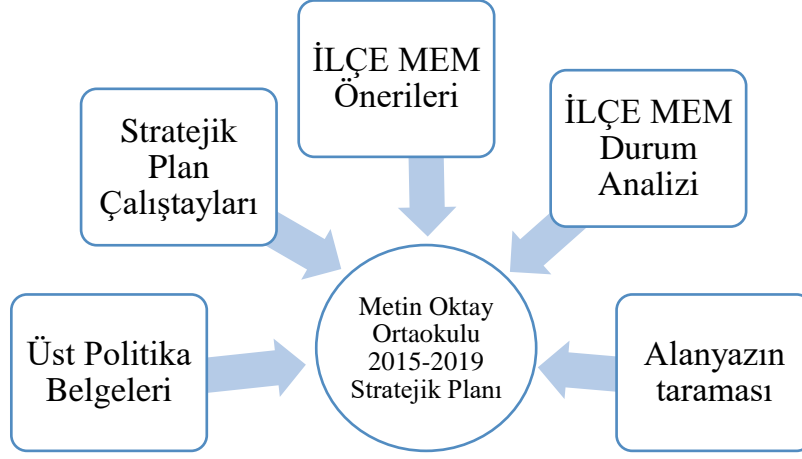 İLÇE MEM
Önerileri
Stratejik
Plan
Çalıştayları
İLÇE MEM
Durum
Analizi
Üst Politika
Belgeleri
Metin Oktay
Ortaokulu
2015-2019
Stratejik Planı
Alanyazın
taraması